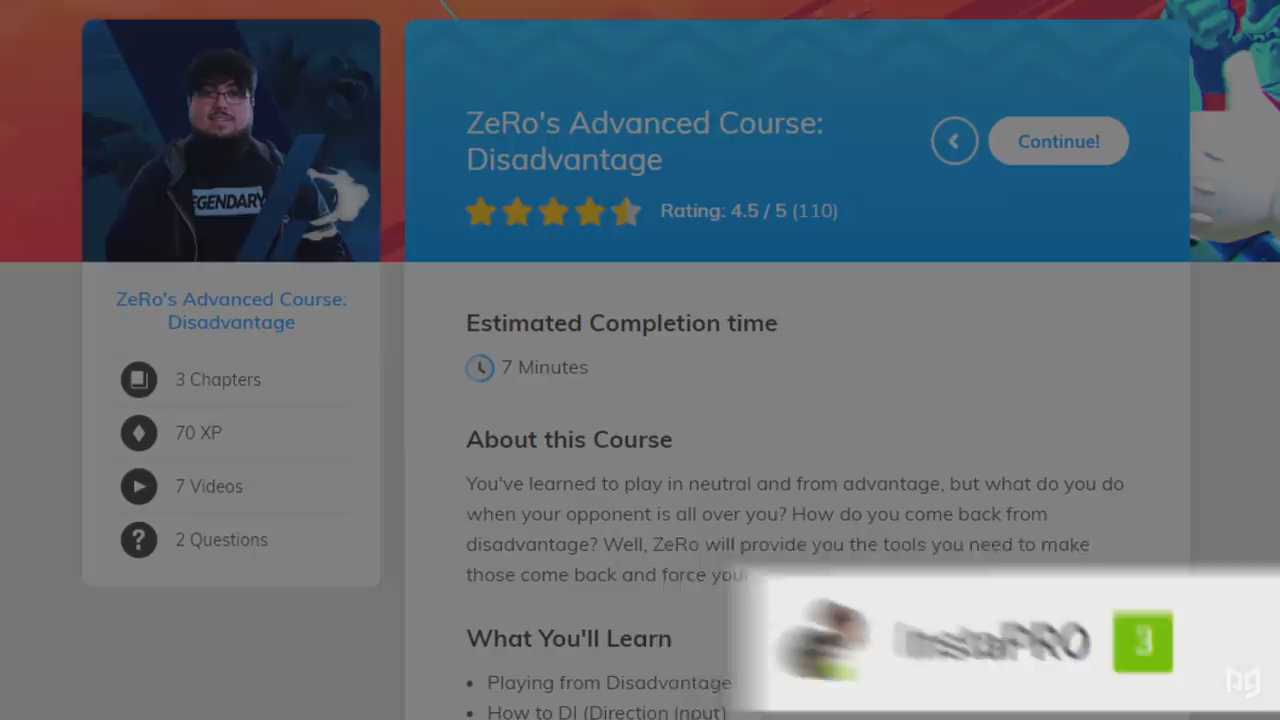 EGENDARY
ZeRo's Advanced Course:
Disadvantage
Continue!
Rating: 4.5 / 5 (110)
ZeRo's Advanced Course:
Disadvantage
3 Chapters
70 XP
7 Videos
2 Questions
Estimated Completion time
7 Minutes
About this Course
You've learned to play in neutral and from advantage, but what do you do
when your opponent is all over you? How do you come back from
disadvantage? Well, ZeRo will provide you the tools you need to make
those come back and force your
What You'll Learn
Playing from Disadvantage
How to DI (Direction Input)
InstaPRO 3
PG